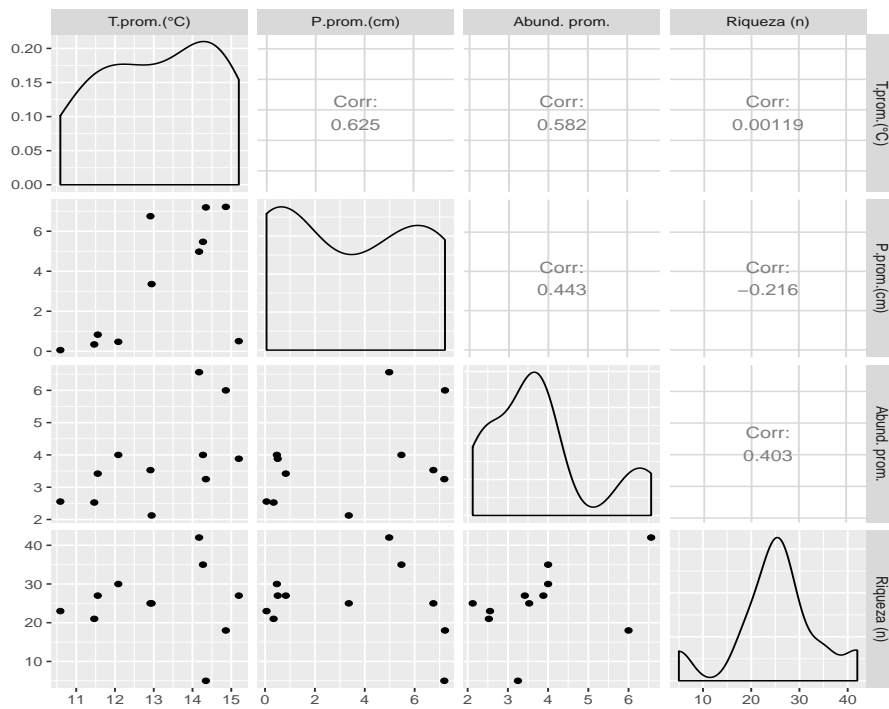 T.prom.(°C) P.prom.(cm) Abund. prom. Riqueza (n)
0.20
0.15
0.10
0.05
0.00
Corr:
0.625
Corr:
0.582
Corr:
0.00119
T.prom.(°C)
6
4
2
0
Corr:
0.443
Corr:
−0.216
P.prom.(cm)
6
5
4
3
2
Corr:
0.403
Abund. prom.
40
30
20
10
Riqueza (n)
11 12 13 14 15 0 2 4 6 2 3 4 5 6 10 20 30 40